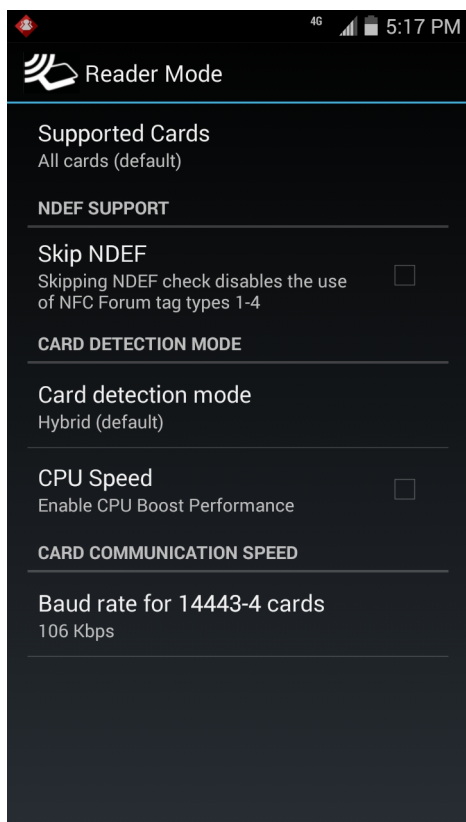 4G 5:17 PM
Reader Mode
Supported Cards
All cards (default)
NDEF SUPPORT
Skip NDEF
Skipping NDEF check disables the use
of NFC Forum tag types 1-4
CARD DETECTION MODE
Card detection mode
Hybrid (default)
CPU Speed
Enable CPU Boost Performance
CARD COMMUNICATION SPEED
Baud rate for 14443-4 cards
106 Kbps